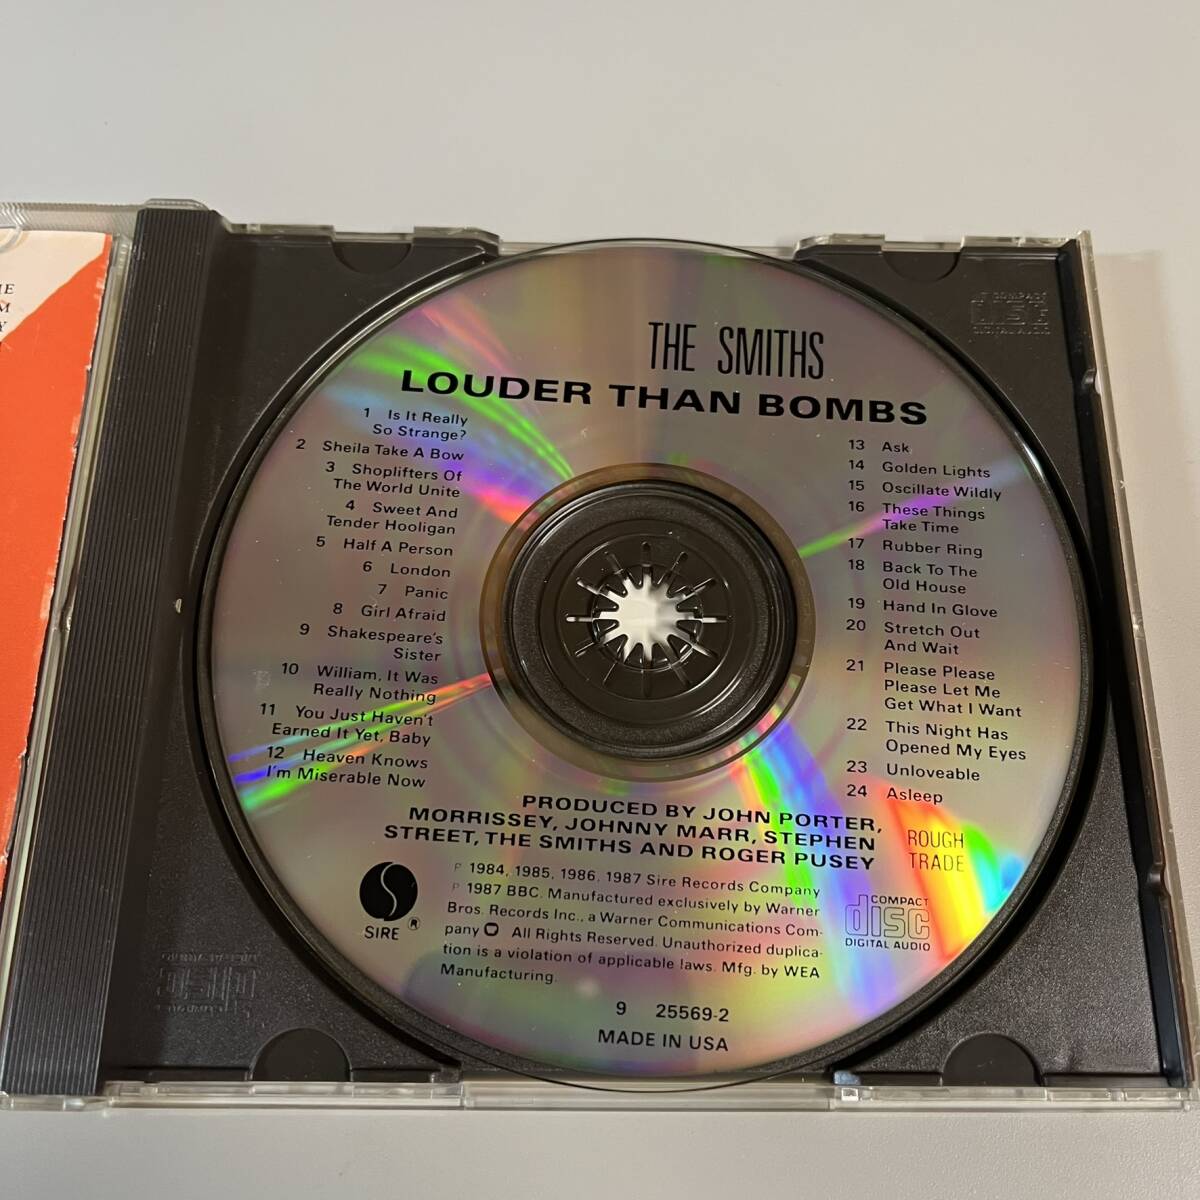 THE SMITHS
LOUDER THAN BOMBS
1 Is It Really
So Strange?
2 Sheila Take A Bow
3 Shoplifters Of
The World Unite
4 Sweet And
Tender Hooligan
5 Half A Person
6 London
7 Panic
8 Girl Afraid
9 Shakespeare's
Sister
10 William, It Was
Really Nothing
11 You Just Haven't
Earned It Yet, Baby
12 Heaven Knows
I'm Miserable Now
13 Ask
14 Golden Lights
15 Oscillate Wildly
16 These Things
Take Time
17 Rubber Ring
18 Back To The
Old House
19 Hand In Glove
20 Stretch Out
And Wait
21 Please Please
Please Let Me
Get What I Want
22 This Night Has
Opened My Eyes
23 Unloveable
24 Asleep
PRODUCED BY JOHN PORTER,
MORRISSEY, JOHNNY MARR, STEPHEN
STREET, THE SMITHS AND ROGER PUSEY
ROUGH
TRADE
℗ 1984, 1985, 1986, 1987 Sire Records Company
℗ 1987 BBC. Manufactured exclusively by Warner
Bros. Records Inc., a Warner Communications Com-
pany All Rights Reserved. Unauthorized duplica-
tion is a violation of applicable laws. Mfg. by WEA
Manufacturing.
SIRE ®
COMPACT
disc
DIGITAL AUDIO
9 25569-2
MADE IN USA
COMPACT
disc
DIGITAL AUDIO